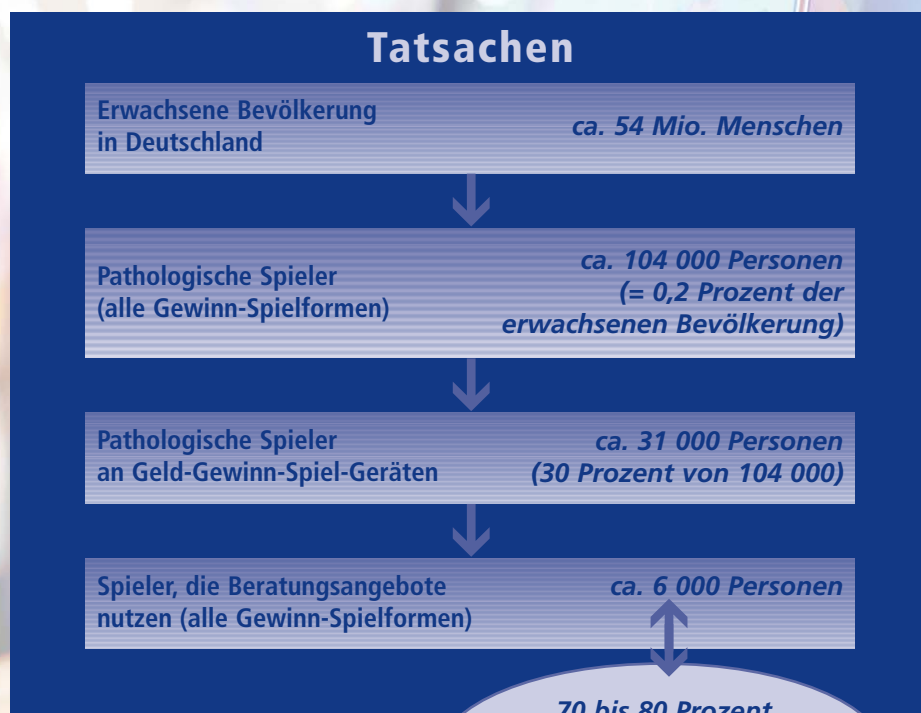 Tatsachen
Erwachsene Bevölkerung
in Deutschland
ca. 54 Mio. Menschen
Pathologische Spieler
(alle Gewinn-Spielformen)
ca. 104 000 Personen
(= 0,2 Prozent der
erwachsenen Bevölkerung)
Pathologische Spieler
an Geld-Gewinn-Spiel-Geräten
ca. 31 000 Personen
(30 Prozent von 104 000)
Spieler, die Beratungsangebote
nutzen (alle Gewinn-Spielformen)
ca. 6 000 Personen
70 bis 80 Prozent